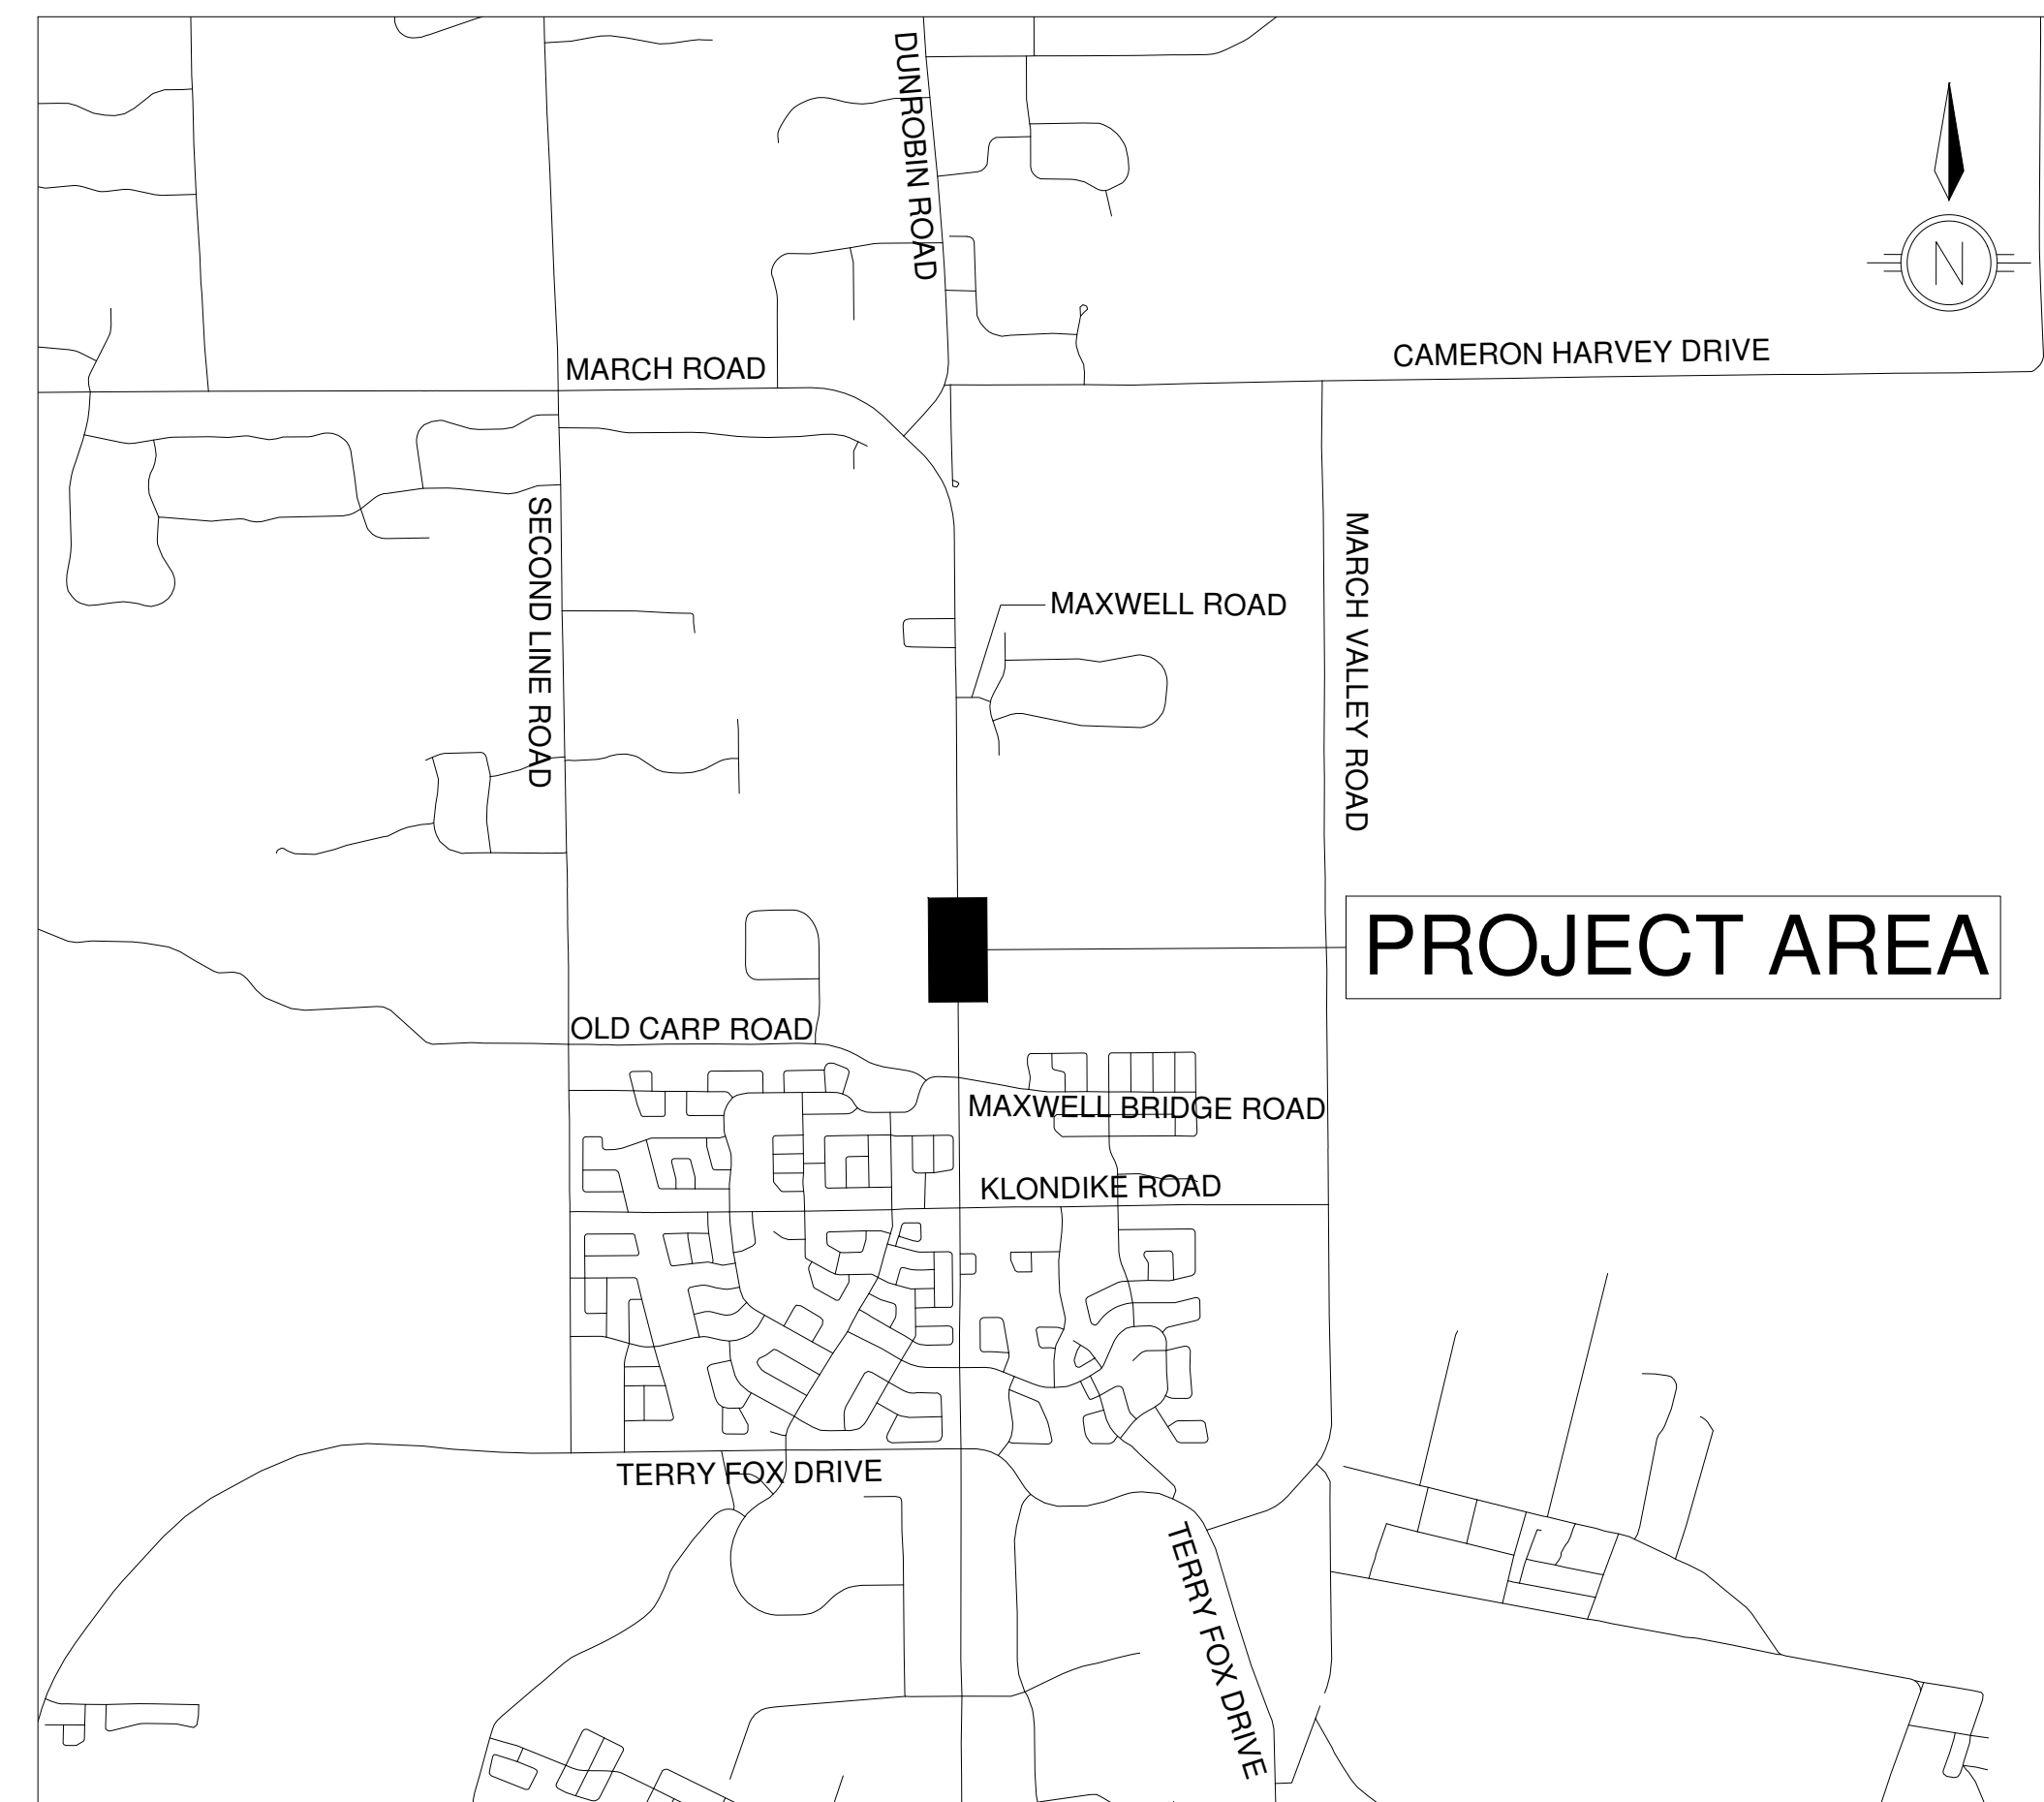 DUNROBIN ROAD
N
MARCH ROAD
CAMERON HARVEY DRIVE
SECOND LINE ROAD
MARCH VALLEY ROAD
MAXWELL ROAD
PROJECT AREA
OLD CARP ROAD
MAXWELL BRIDGE ROAD
KLONDIKE ROAD
TERRY FOX DRIVE
TERRY FOX DRIVE